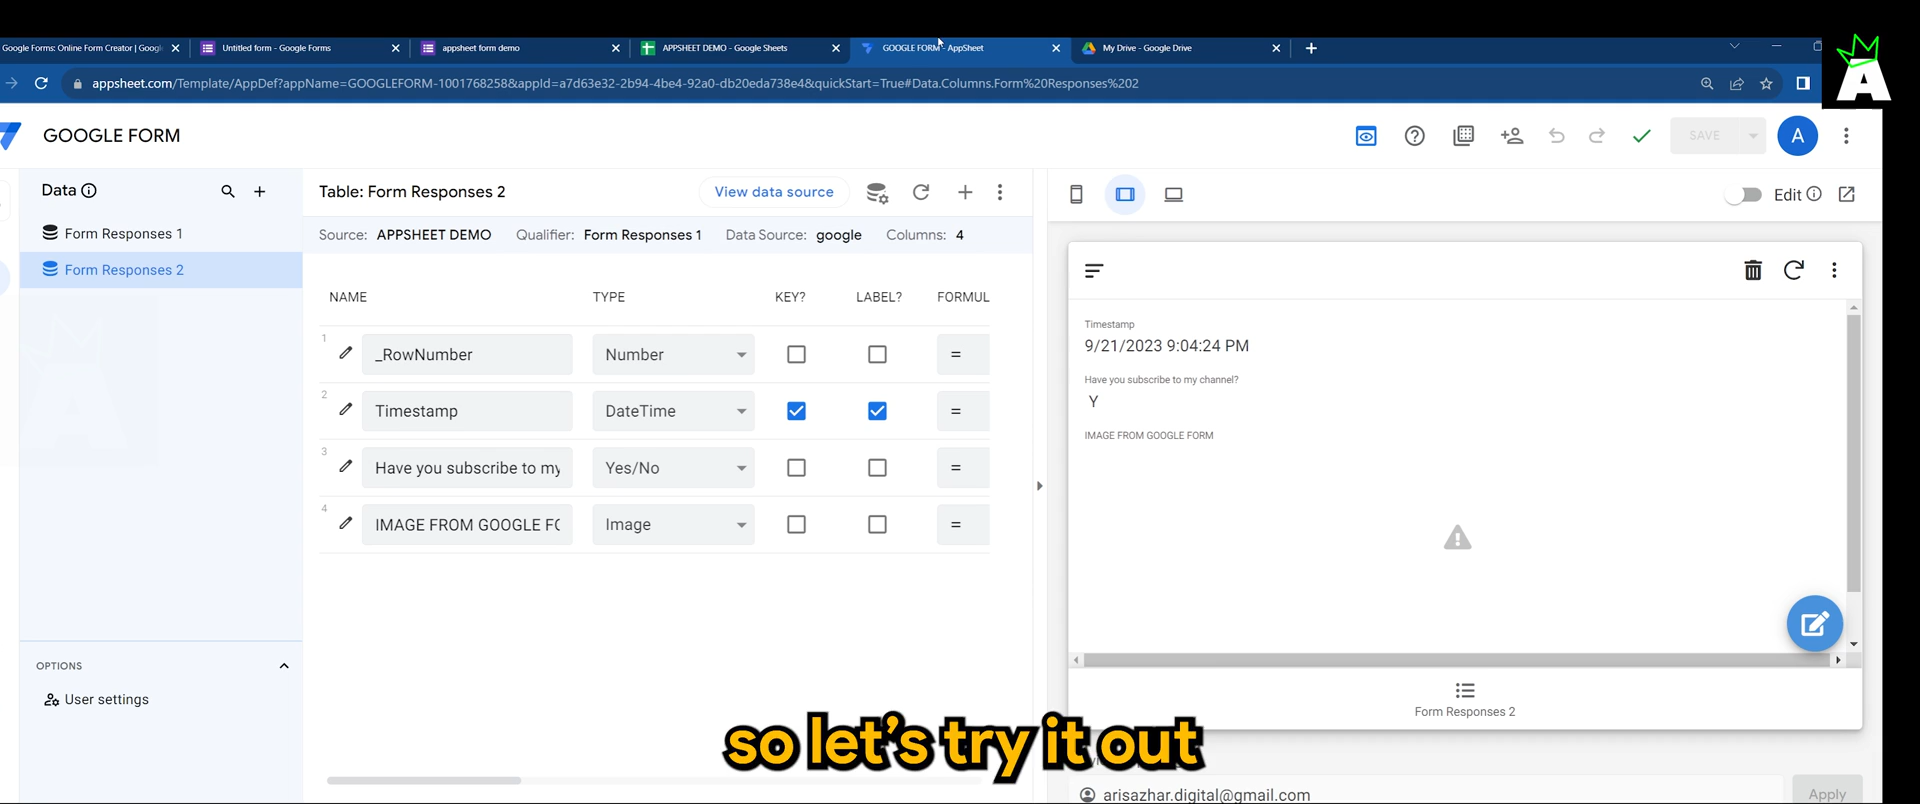 Google Forms: Online Form Creator | Goog
Untitled form - Google Forms
appsheet form demo
APPSHEET DEMO - Google Sheets
GOOGLE FORM - AppSheet
My Drive - Google Drive
appsheet.com/Template/AppDef?appName=GOOGLEFORM-1001768258&appId=a7d63e32-2b94-4be4-92a0-db20eda738e4&quickStart=True#Data.Columns.Form%20Responses%202
A
GOOGLE FORM
SAVE
A
Data
Form Responses 1
Form Responses 2
OPTIONS
User settings
Table: Form Responses 2
View data source
Source: APPSHEET DEMO Qualifier: Form Responses 1 Data Source: google Columns: 4
NAME TYPE KEY? LABEL? FORMUL
1 _RowNumber Number =
2 Timestamp DateTime =
3 Have you subscribe to my Yes/No =
4 IMAGE FROM GOOGLE FO Image =
Edit
Timestamp
9/21/2023 9:04:24 PM
Have you subscribe to my channel?
Y
IMAGE FROM GOOGLE FORM
Form Responses 2
so let's try it out
arisazhar.digital@gmail.com
Apply